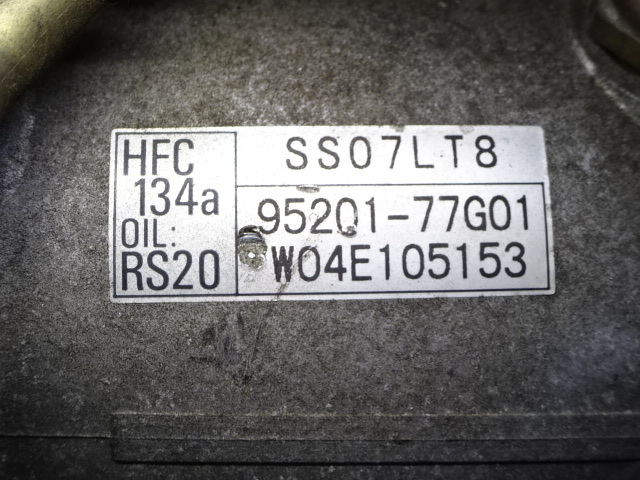 HFC
134a
OIL:
RS20
SS07LT8
95201-77G01
W04E105153